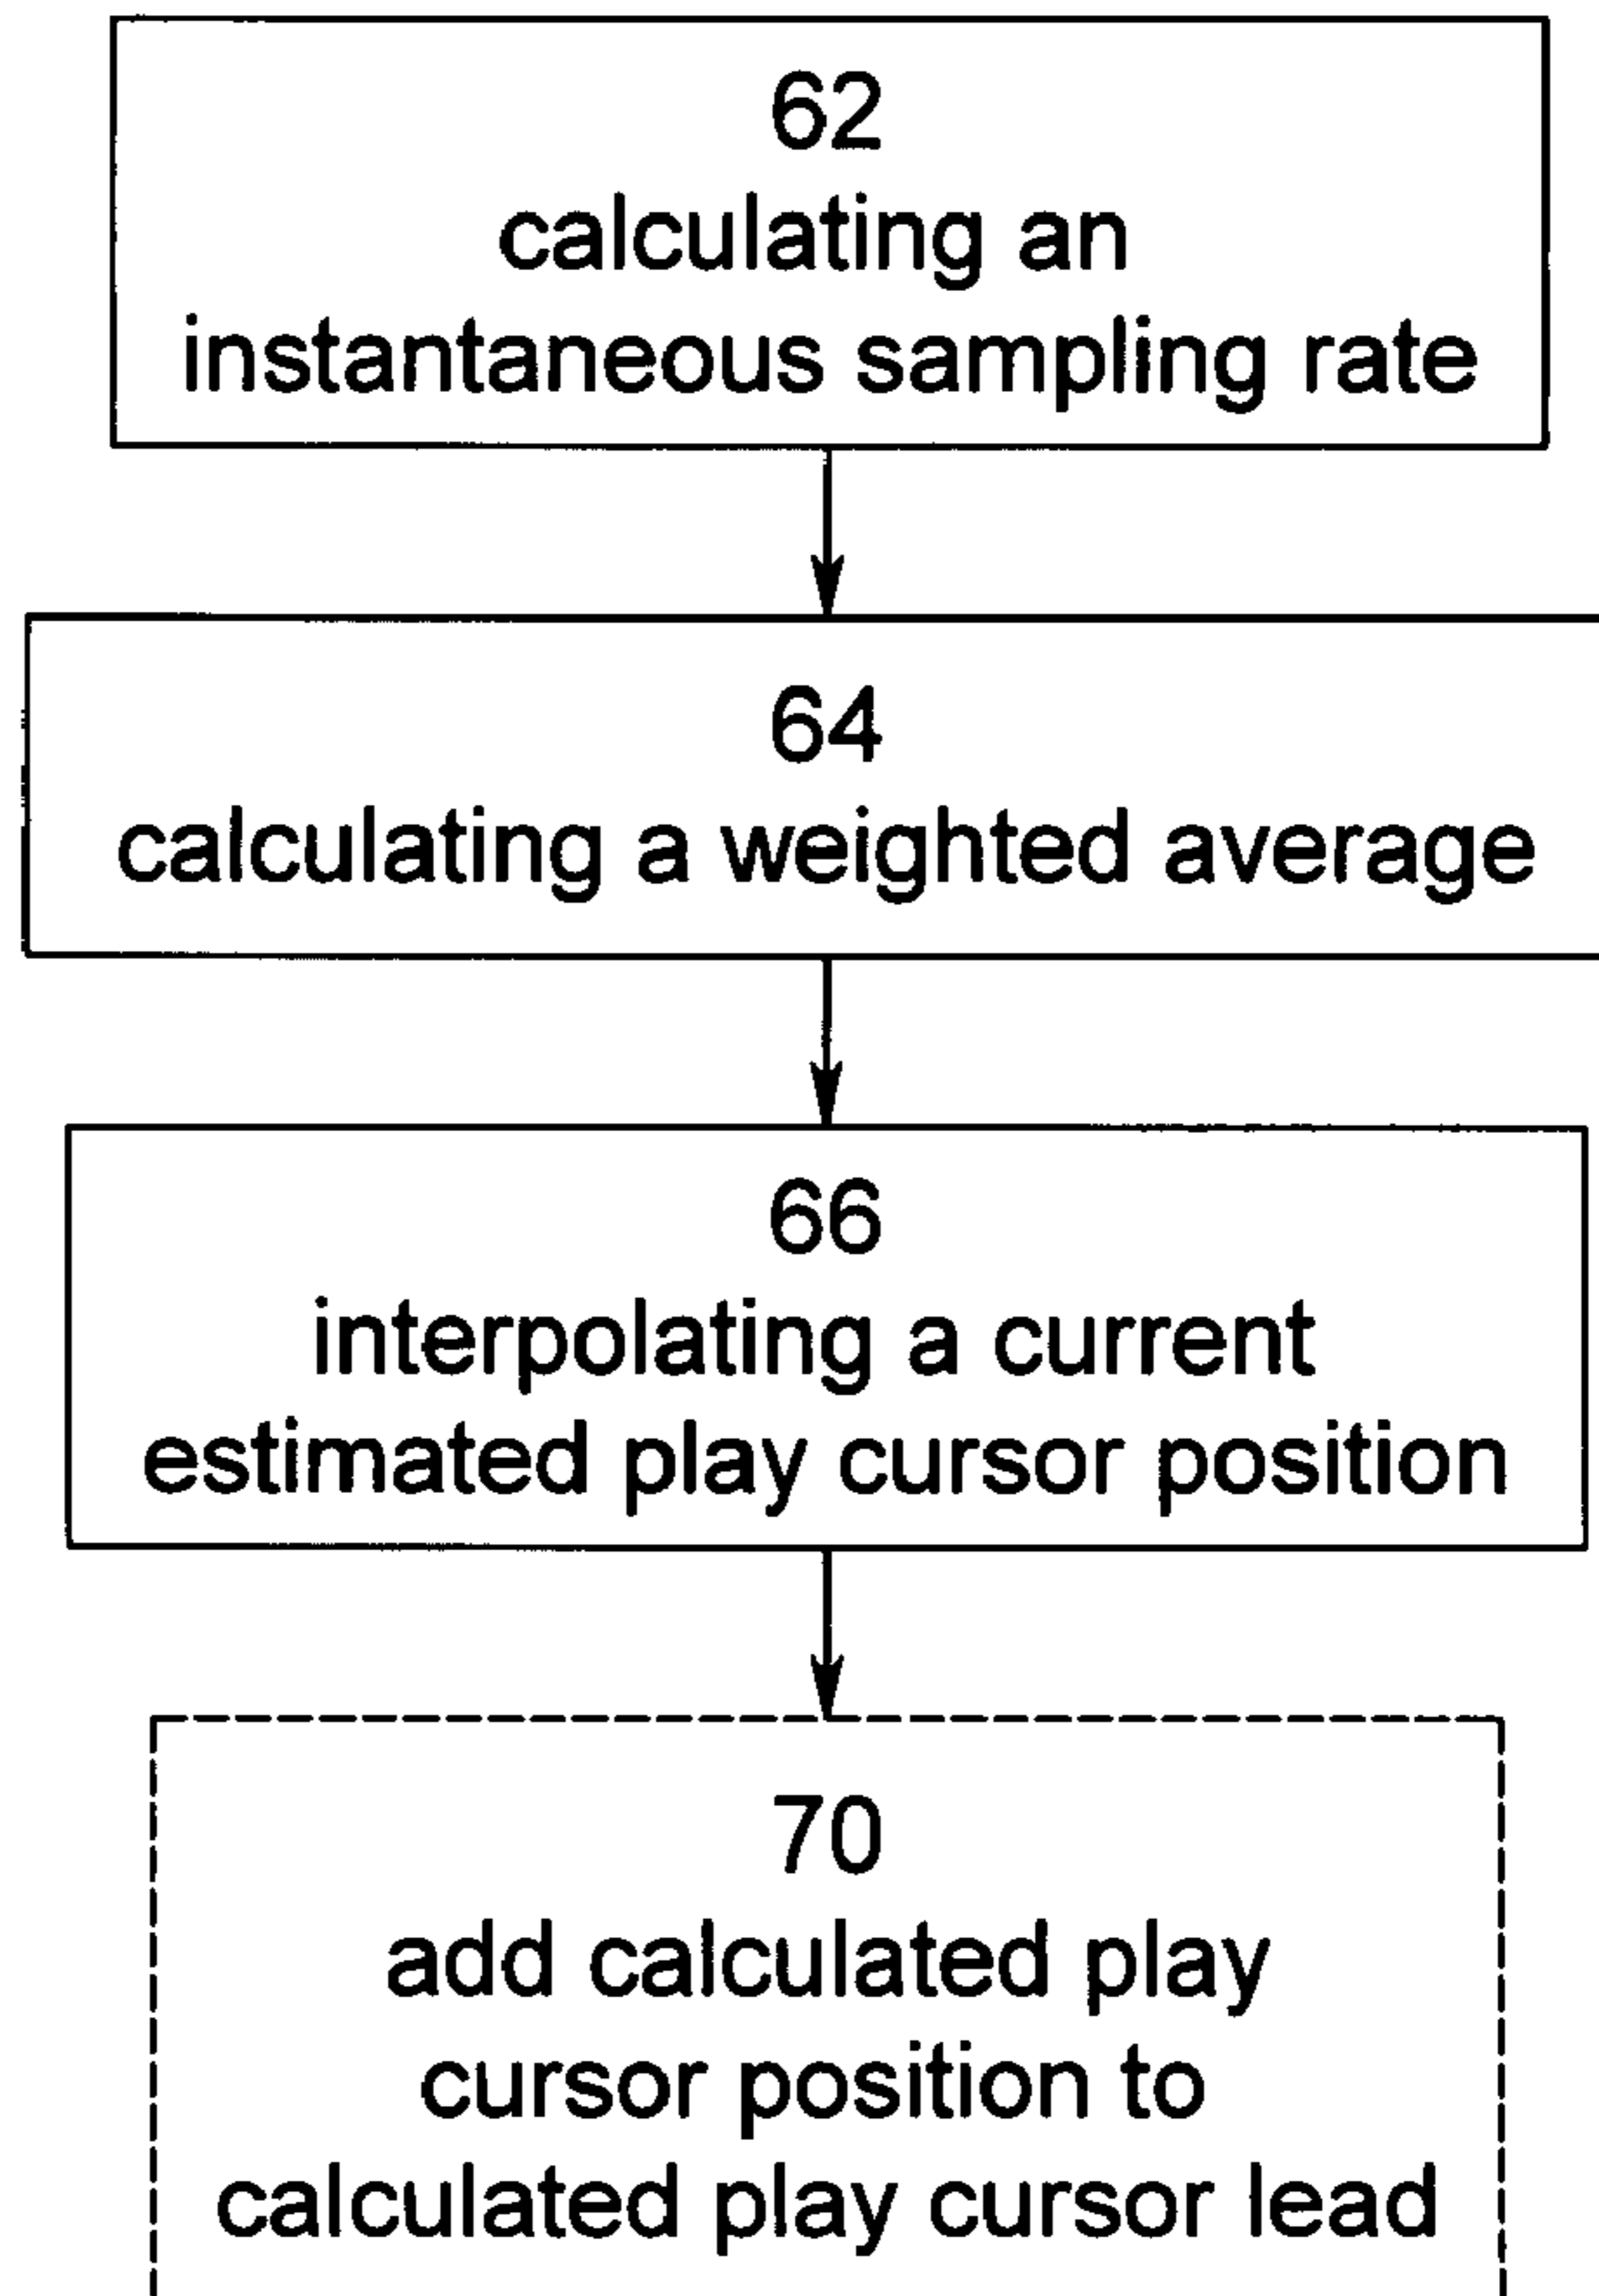 62
calculating an
instantaneous sampling rate
64
calculating a weighted average
66
interpolating a current
estimated play cursor position
70
add calculated play
cursor position to
calculated play cursor lead